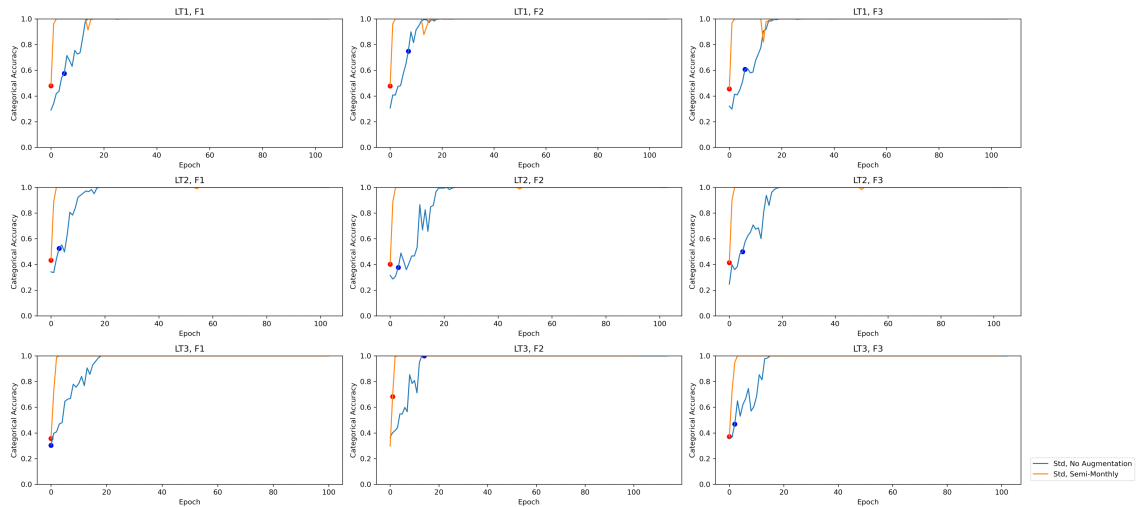 LT1, F1
LT1, F2
LT1, F3
Categorical Accuracy
1.0
0.8
0.6
0.4
0.2
0.0
0 20 40 60 80 100
Epoch
Categorical Accuracy
1.0
0.8
0.6
0.4
0.2
0.0
0 20 40 60 80 100
Epoch
Categorical Accuracy
1.0
0.8
0.6
0.4
0.2
0.0
0 20 40 60 80 100
Epoch
LT2, F1
LT2, F2
LT2, F3
Categorical Accuracy
1.0
0.8
0.6
0.4
0.2
0.0
0 20 40 60 80 100
Epoch
Categorical Accuracy
1.0
0.8
0.6
0.4
0.2
0.0
0 20 40 60 80 100
Epoch
Categorical Accuracy
1.0
0.8
0.6
0.4
0.2
0.0
0 20 40 60 80 100
Epoch
LT3, F1
LT3, F2
LT3, F3
Categorical Accuracy
1.0
0.8
0.6
0.4
0.2
0.0
0 20 40 60 80 100
Epoch
Categorical Accuracy
1.0
0.8
0.6
0.4
0.2
0.0
0 20 40 60 80 100
Epoch
Categorical Accuracy
1.0
0.8
0.6
0.4
0.2
0.0
0 20 40 60 80 100
Epoch
Std, No Augmentation
Std, Semi-Monthly